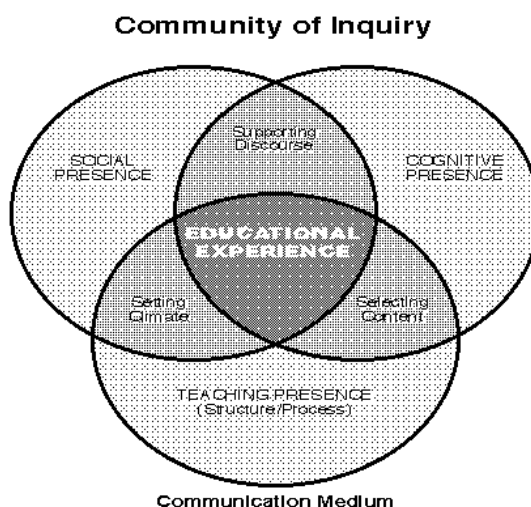 Community of Inquiry
Supporting
Discourse
SOCIAL
PRESENCE
COGNITIVE
PRESENCE
EDUCATIONAL
EXPERIENCE
Setting
Climate
Selecting
Content
TEACHING PRESENCE
(Structure/Process)
Communication Medium